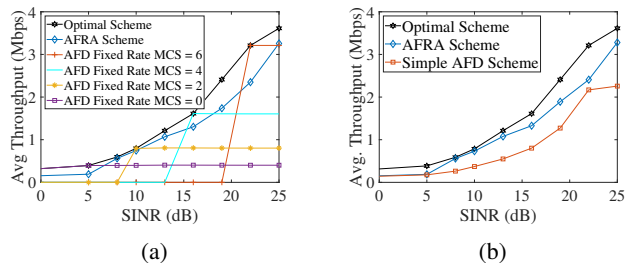 Avg Throughput (Mbps)
4
3
2
1
0
Optimal Scheme
AFRA Scheme
AFD Fixed Rate MCS = 6
AFD Fixed Rate MCS = 4
AFD Fixed Rate MCS = 2
AFD Fixed Rate MCS = 0
0 5 10 15 20 25
SINR (dB)
(a)
Avg. Throughput (Mbps)
4
3
2
1
0
Optimal Scheme
AFRA Scheme
Simple AFD Scheme
0 5 10 15 20 25
SINR (dB)
(b)